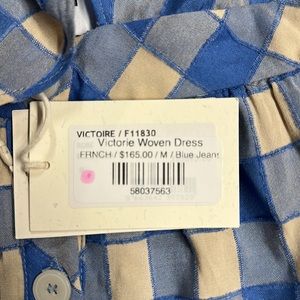 VICTOIRE / F11830
Victorie Woven Dress
FRNCH / $165.00 / M / Blue Jeans
58037563